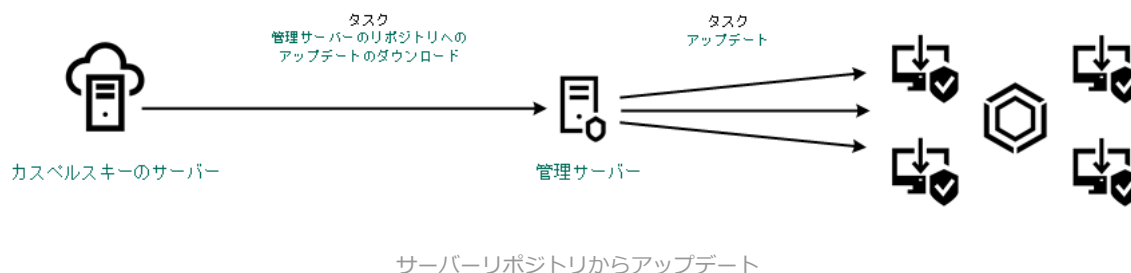 タスク
管理サーバーのリポジトリへの
アップデートのダウンロード
タスク
アップデート
カスペルスキーのサーバー
管理サーバー
サーバーリポジトリからアップデート